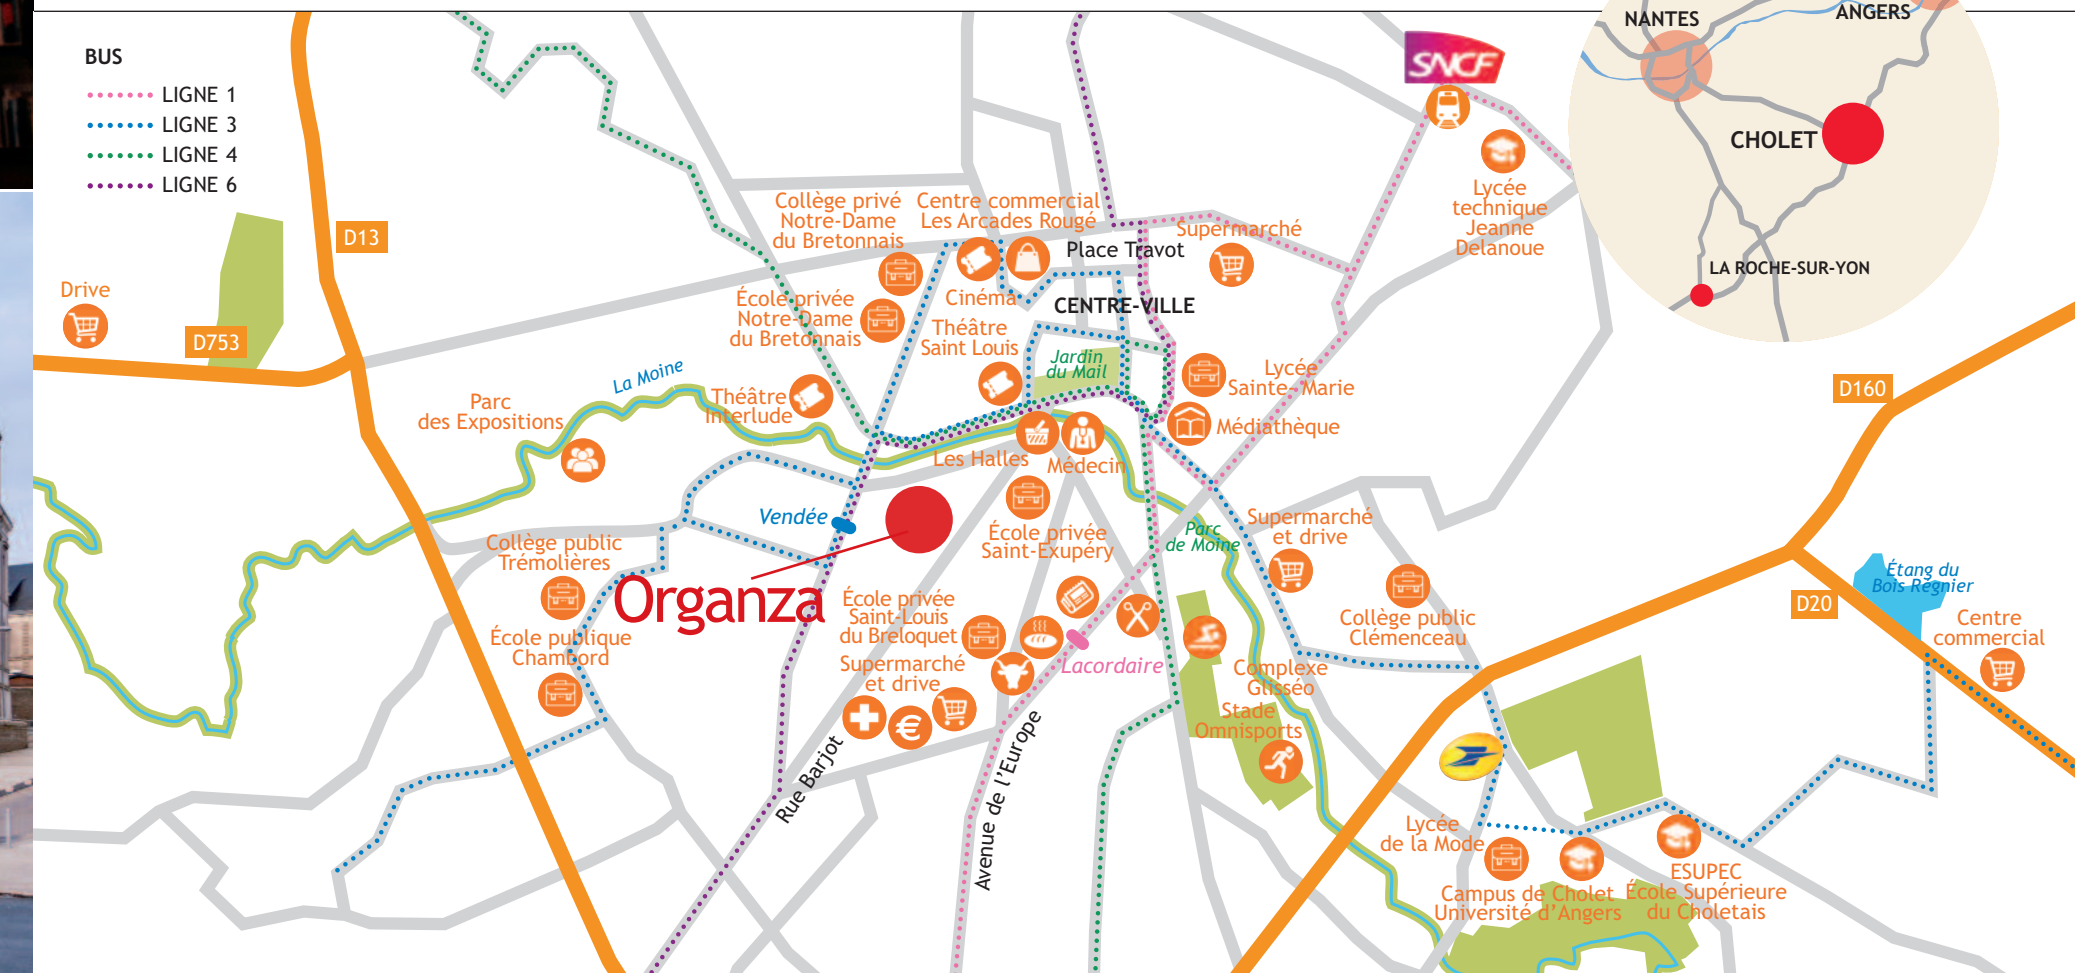 BUS
LIGNE 1
LIGNE 3
LIGNE 4
LIGNE 6
NANTES
ANGERS
CHOLET
LA ROCHE-SUR-YON
SNCF
Lycée
technique
Jeanne
Delanoue
D13
Drive
D753
Collège privé
Notre-Dame
du Bretonnais
Centre commercial
Les Arcades Rougé
Place Travot
Supermarché
École privée
Notre-Dame
du Bretonnais
Cinéma
CENTRE-VILLE
Théâtre
Saint Louis
Jardin
du Mail
Lycée
Sainte-Marie
Médiathèque
La Moine
Théâtre
Interlude
Parc
des Expositions
Les Halles
Médecin
D160
Vendée
École privée
Saint-Exupéry
Parc
de Moine
Supermarché
et drive
Collège public
Trémolières
Organza
École privée
Saint-Louis
du Breloquet
École publique
Chambord
Supermarché
et drive
Lacordaire
Complexe
Glisséo
Stade
Omnisports
Collège public
Clémenceau
Étang du
Bois Régnier
D20
Centre
commercial
Rue Barjot
Avenue de l'Europe
Lycée
de la Mode
Campus de Cholet
Université d'Angers
ESUPEC
École Supérieure
du Choletais